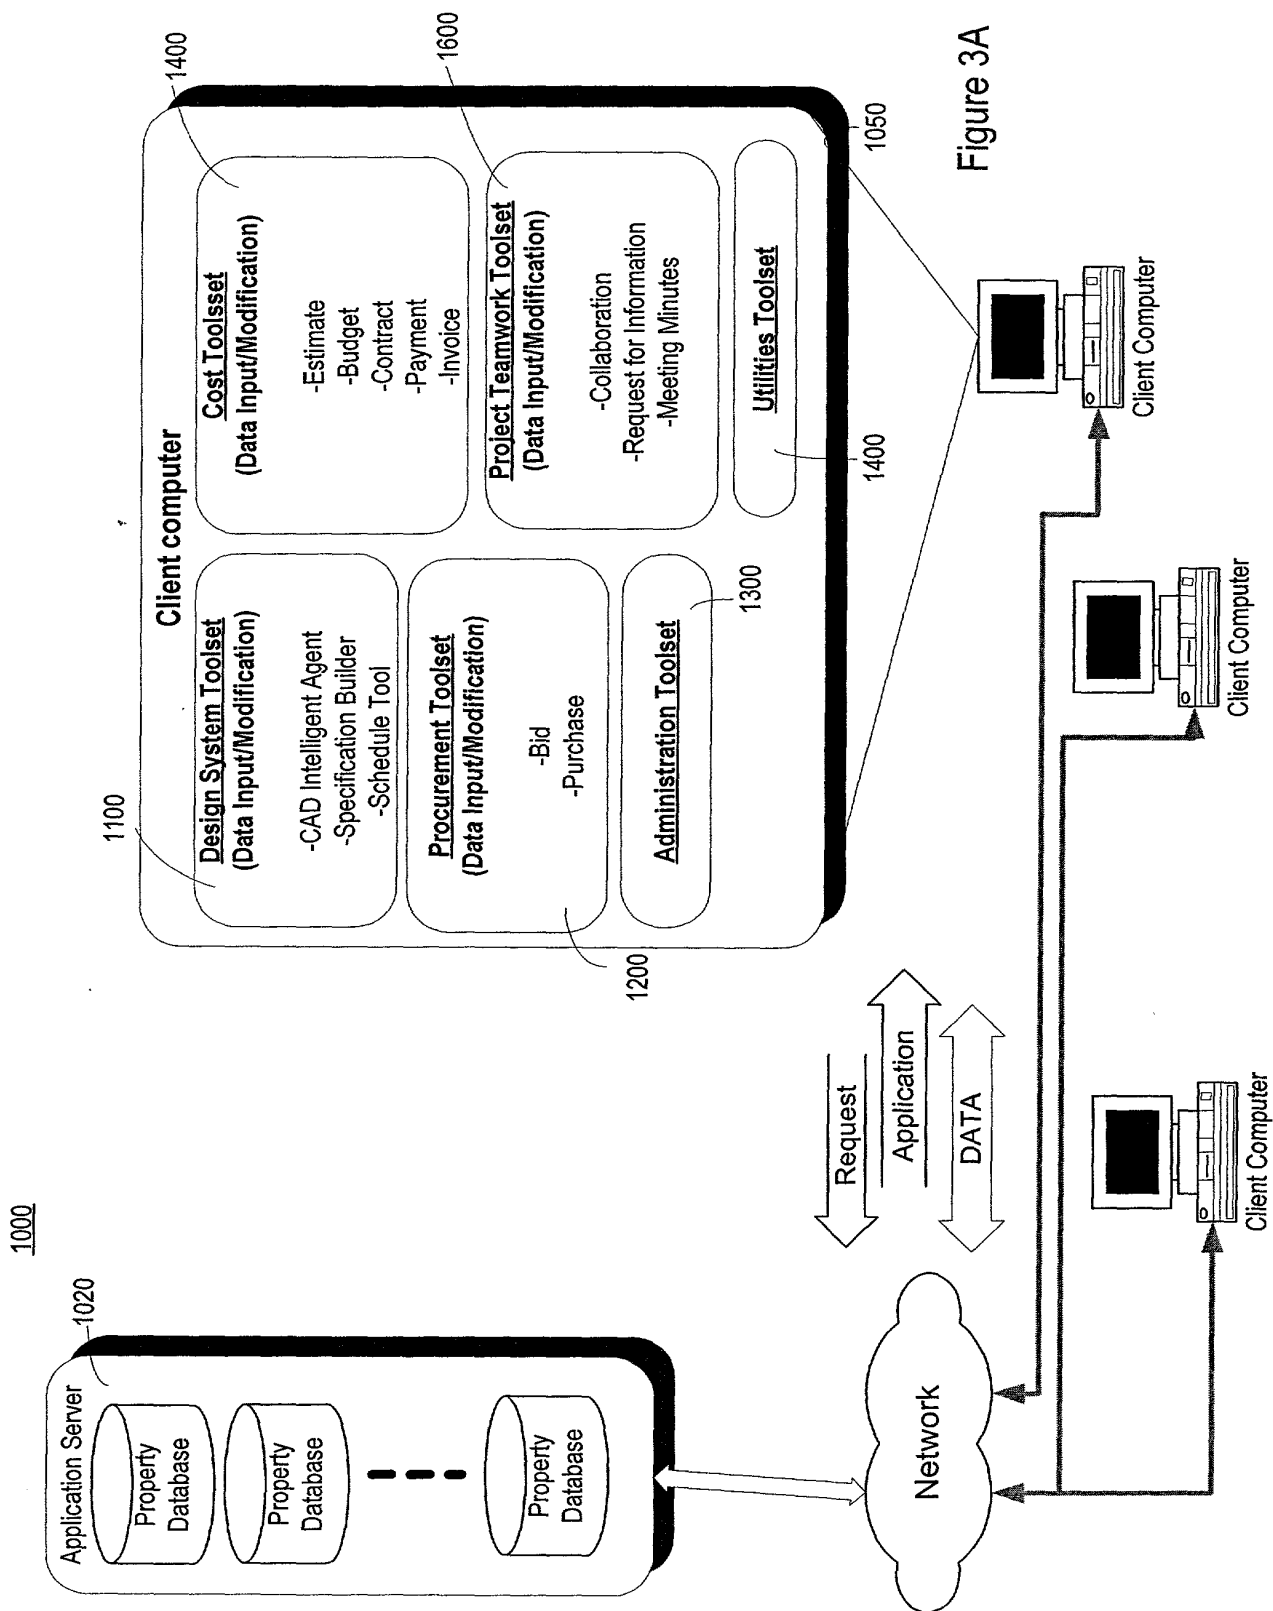 1000
Application Server
1020
Property
Database
Property
Database
Property
Database
Network
Request
Application
DATA
Client computer
1100
Design System Toolset
(Data Input/Modification)
-CAD Intelligent Agent
-Specification Builder
-Schedule Tool
Procurement Toolset
(Data Input/Modification)
-Bid
-Purchase
1200
Administration Toolset
1300
Cost Toolsset
(Data Input/Modification)
-Estimate
-Budget
-Contract
-Payment
-Invoice
1400
Project Teamwork Toolset
(Data Input/Modification)
-Collaboration
-Request for Information
-Meeting Minutes
1600
Utilities Toolset
1400
1050
Client Computer
Client Computer
Client Computer
Figure 3A